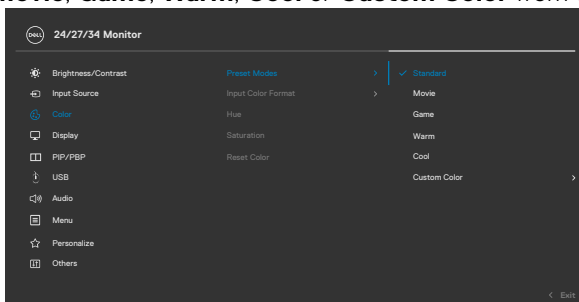 Movie, Game, Warm, Cool or Custom Color from
DELL 24/27/34 Monitor
Brightness/Contrast Preset Modes > ✓ Standard
Input Source Input Color Format > Movie
Color Hue Game
Display Saturation Warm
PIP/PBP Reset Color Cool
USB Custom Color >
Audio
Menu
Personalize
Others
< Exit